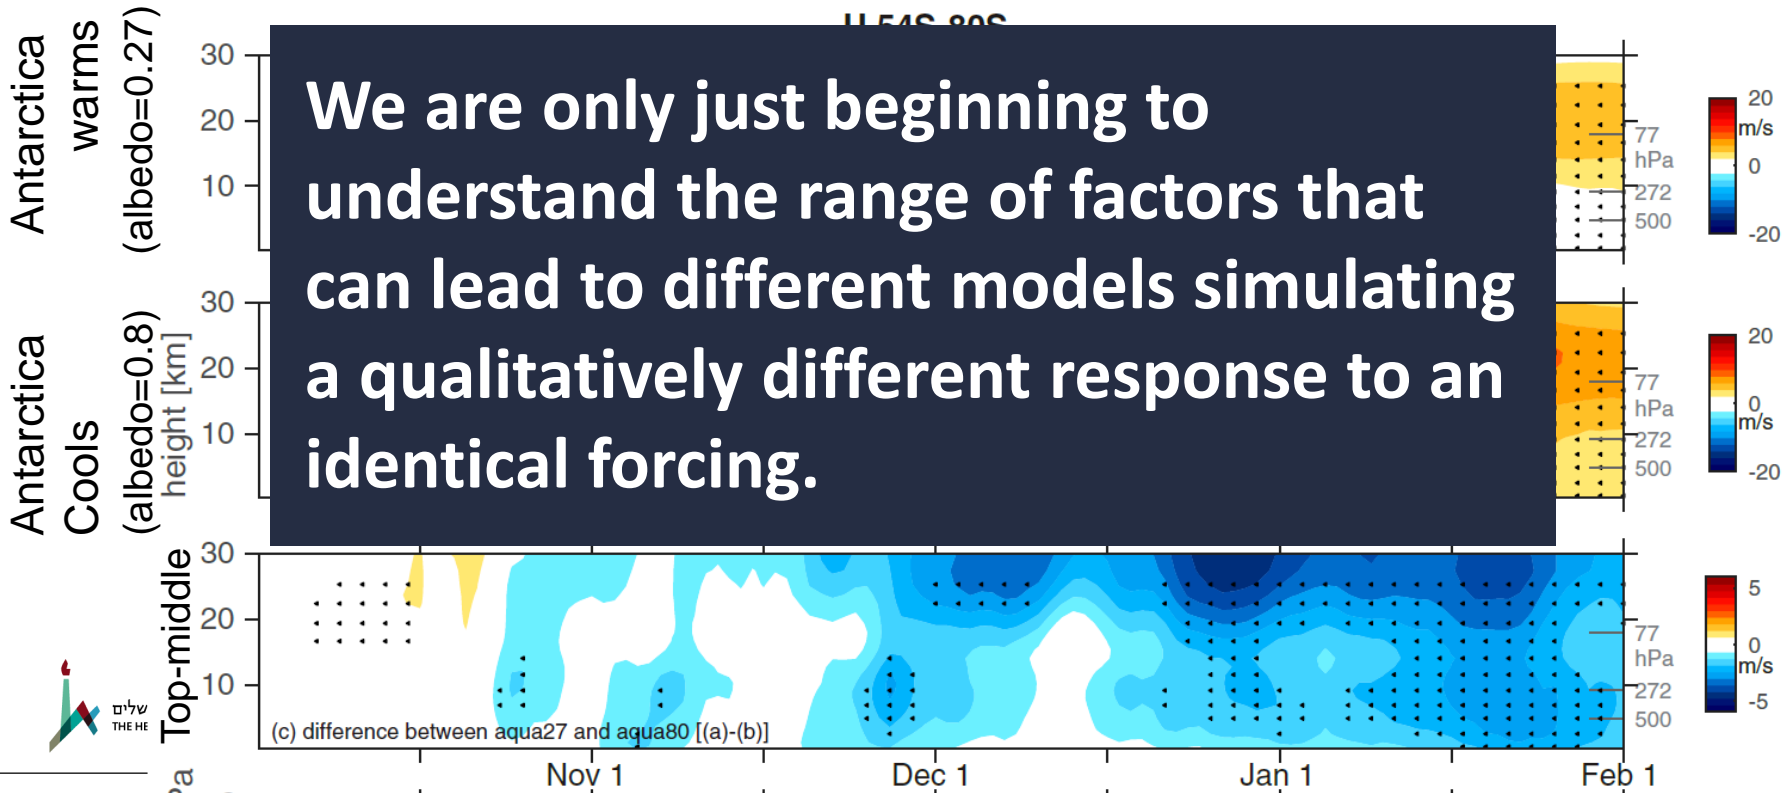 U 54S-80S
We are only just beginning to
understand the range of factors that
can lead to different models simulating
a qualitatively different response to an
identical forcing.
Antarctica
warms
(albedo=0.27)
30
20
10
77
hPa
272
500
20
m/s
0
-20
Antarctica
Cools
(albedo=0.8)
height [km]
30
20
10
77
hPa
272
500
20
0
m/s
-20
Top-middle
30
20
10
(c) difference between aqua27 and aqua80 [(a)-(b)]
77
hPa
272
500
5
0
m/s
-5
Nov 1
Dec 1
Jan 1
Feb 1
שלים
THE HE